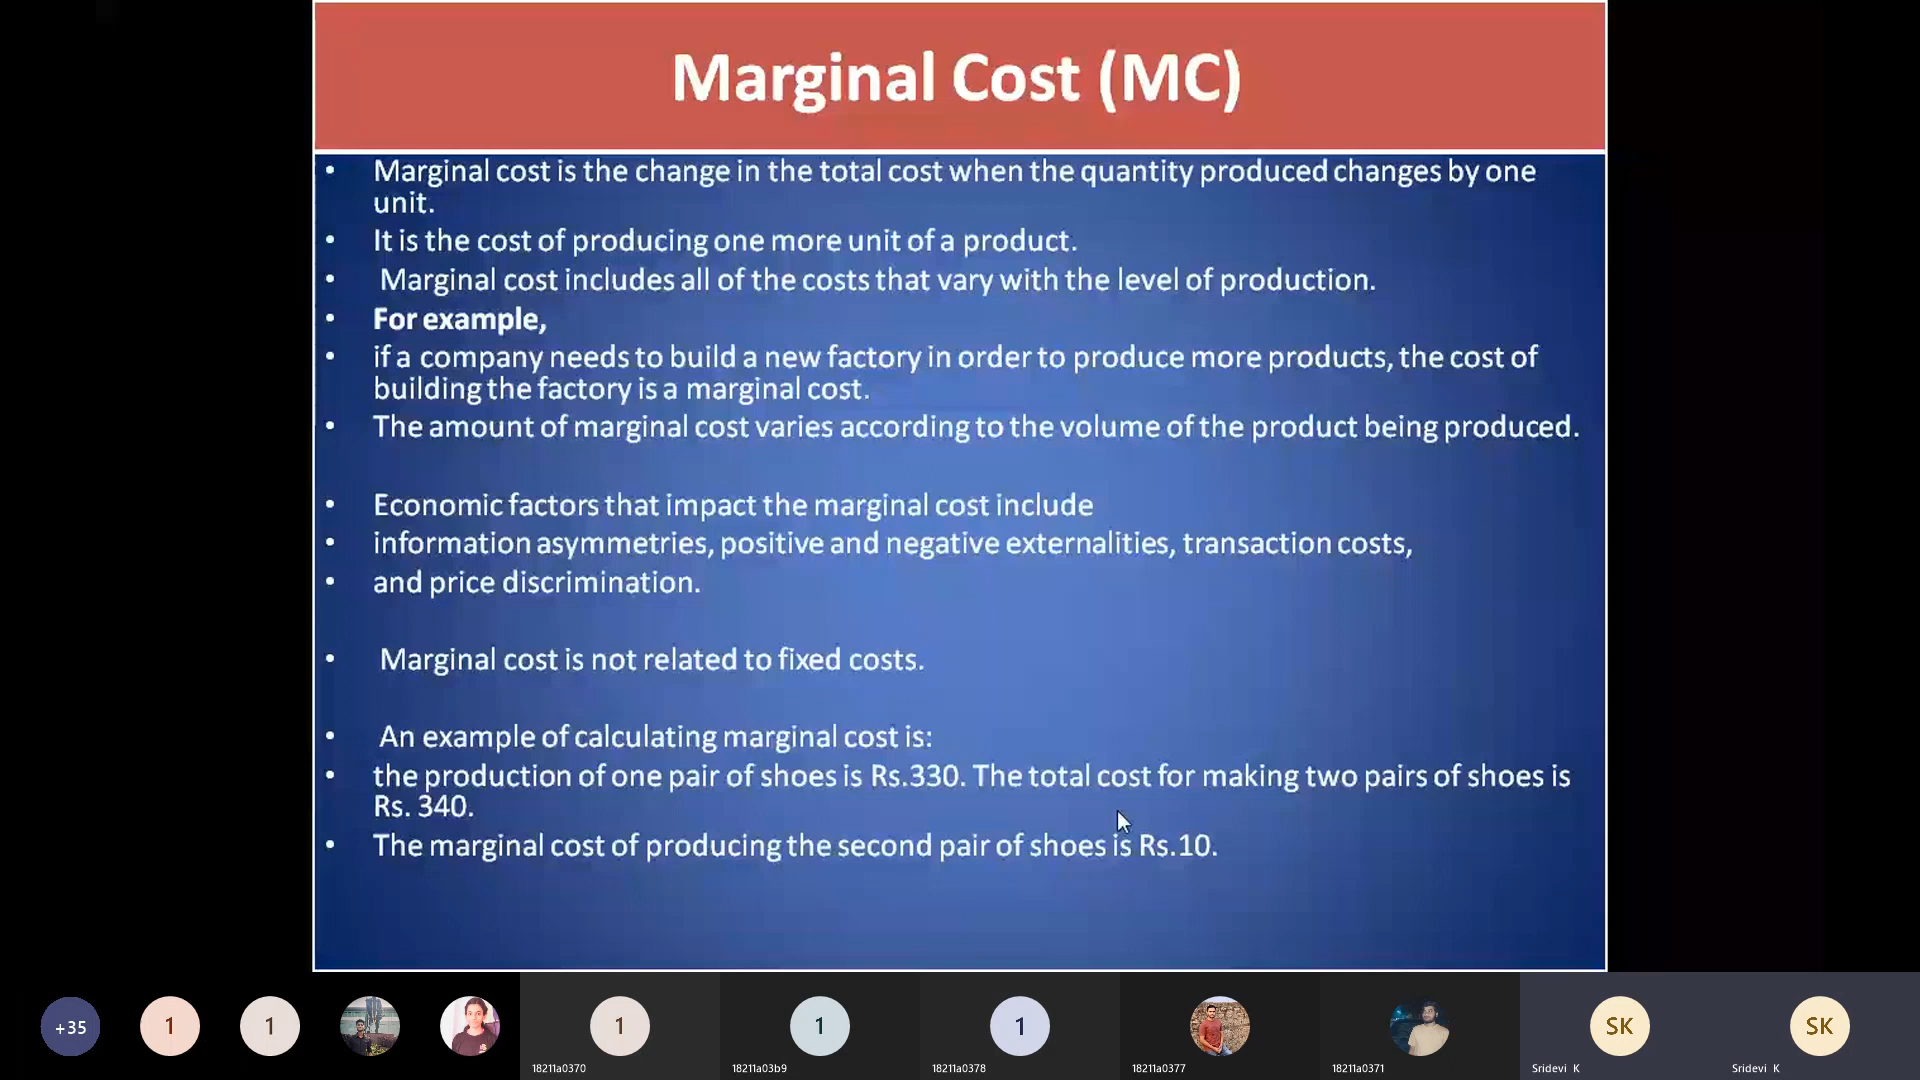 Marginal Cost (MC)
• Marginal cost is the change in the total cost when the quantity produced changes by one
unit.
• It is the cost of producing one more unit of a product.
• Marginal cost includes all of the costs that vary with the level of production.
• For example,
• if a company needs to build a new factory in order to produce more products, the cost of
building the factory is a marginal cost.
• The amount of marginal cost varies according to the volume of the product being produced.
• Economic factors that impact the marginal cost include
• information asymmetries, positive and negative externalities, transaction costs,
• and price discrimination.
• Marginal cost is not related to fixed costs.
• An example of calculating marginal cost is:
• the production of one pair of shoes is Rs.330. The total cost for making two pairs of shoes is
Rs. 340.
• The marginal cost of producing the second pair of shoes is Rs.10.
+35
1
1
1
1
1
SK
SK
18211a0370
18211a03b9
18211a0378
18211a0377
18211a0371
Sridevi K
Sridevi K